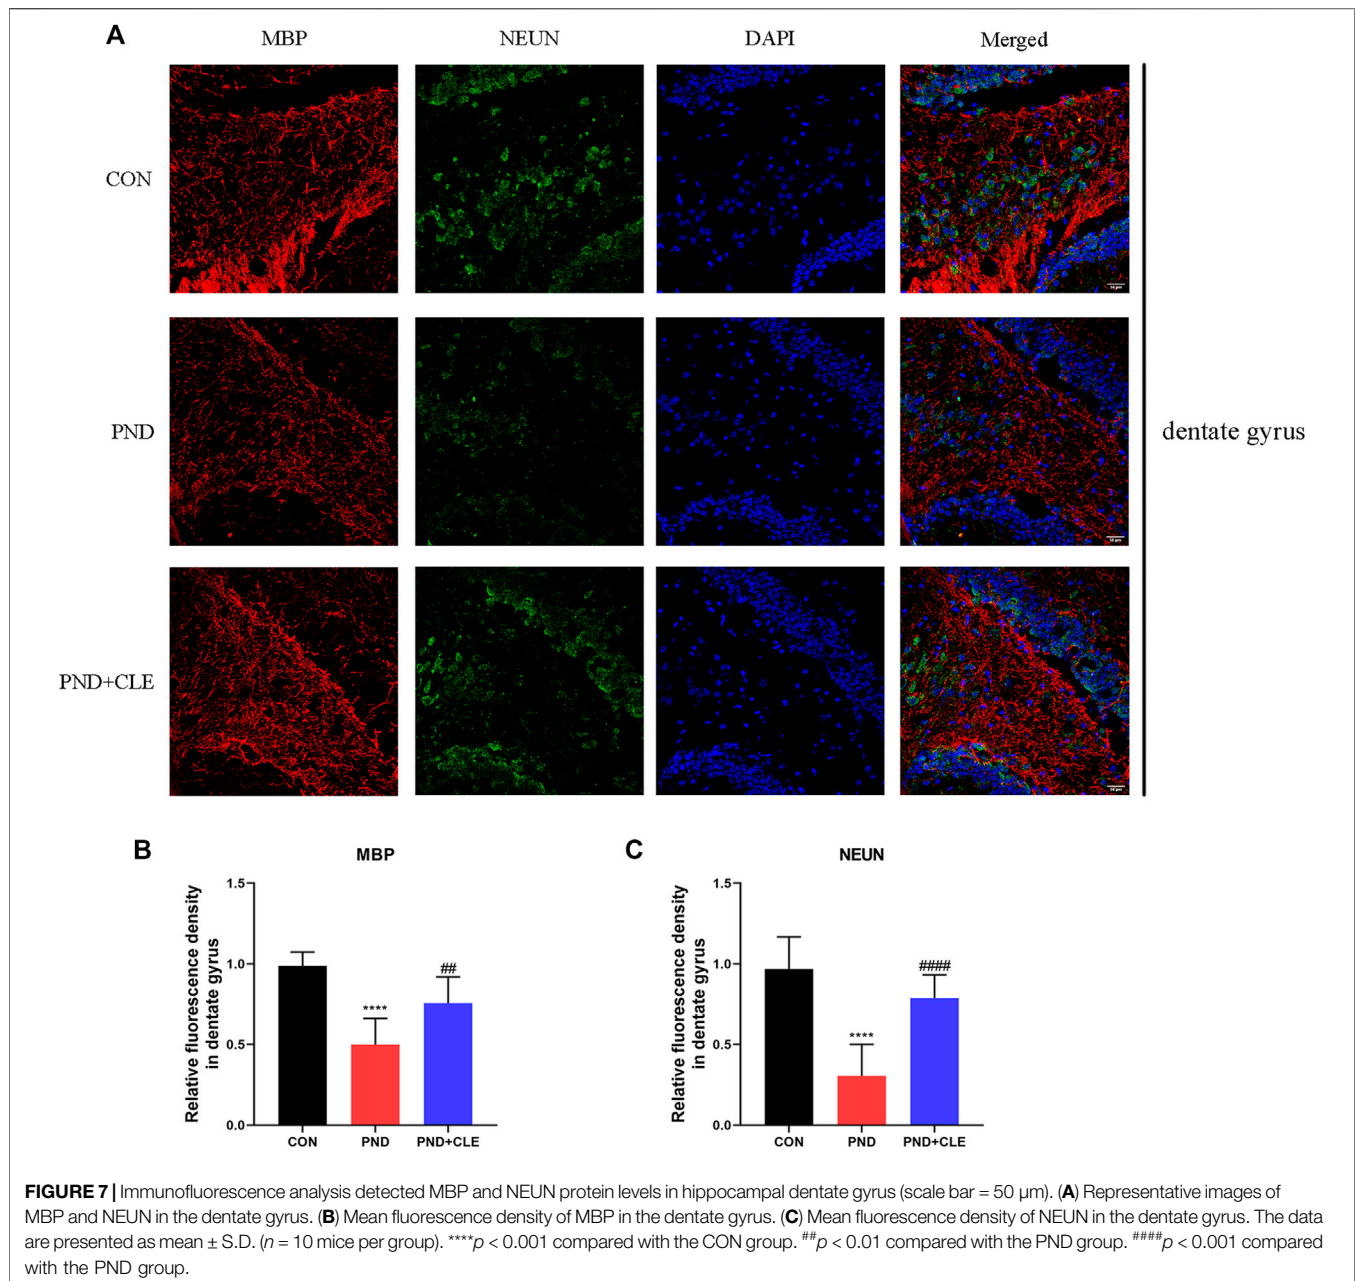 A
MBP NEUN DAPI Merged
CON
PND
dentate gyrus
PND+CLE
50 μm
50 μm
50 μm
B
MBP
Relative fluorescence density
in dentate gyrus
1.5
1.0
0.5
0.0
****
##
CON PND PND+CLE
C
NEUN
Relative fluorescence density
in dentate gyrus
1.5
1.0
0.5
0.0
****
####
CON PND PND+CLE
FIGURE 7 | Immunofluorescence analysis detected MBP and NEUN protein levels in hippocampal dentate gyrus (scale bar = 50 μm). (A) Representative images of
MBP and NEUN in the dentate gyrus. (B) Mean fluorescence density of MBP in the dentate gyrus. (C) Mean fluorescence density of NEUN in the dentate gyrus. The data
are presented as mean ± S.D. (n = 10 mice per group). ****p < 0.001 compared with the CON group. ##p < 0.01 compared with the PND group. ####p < 0.001 compared
with the PND group.